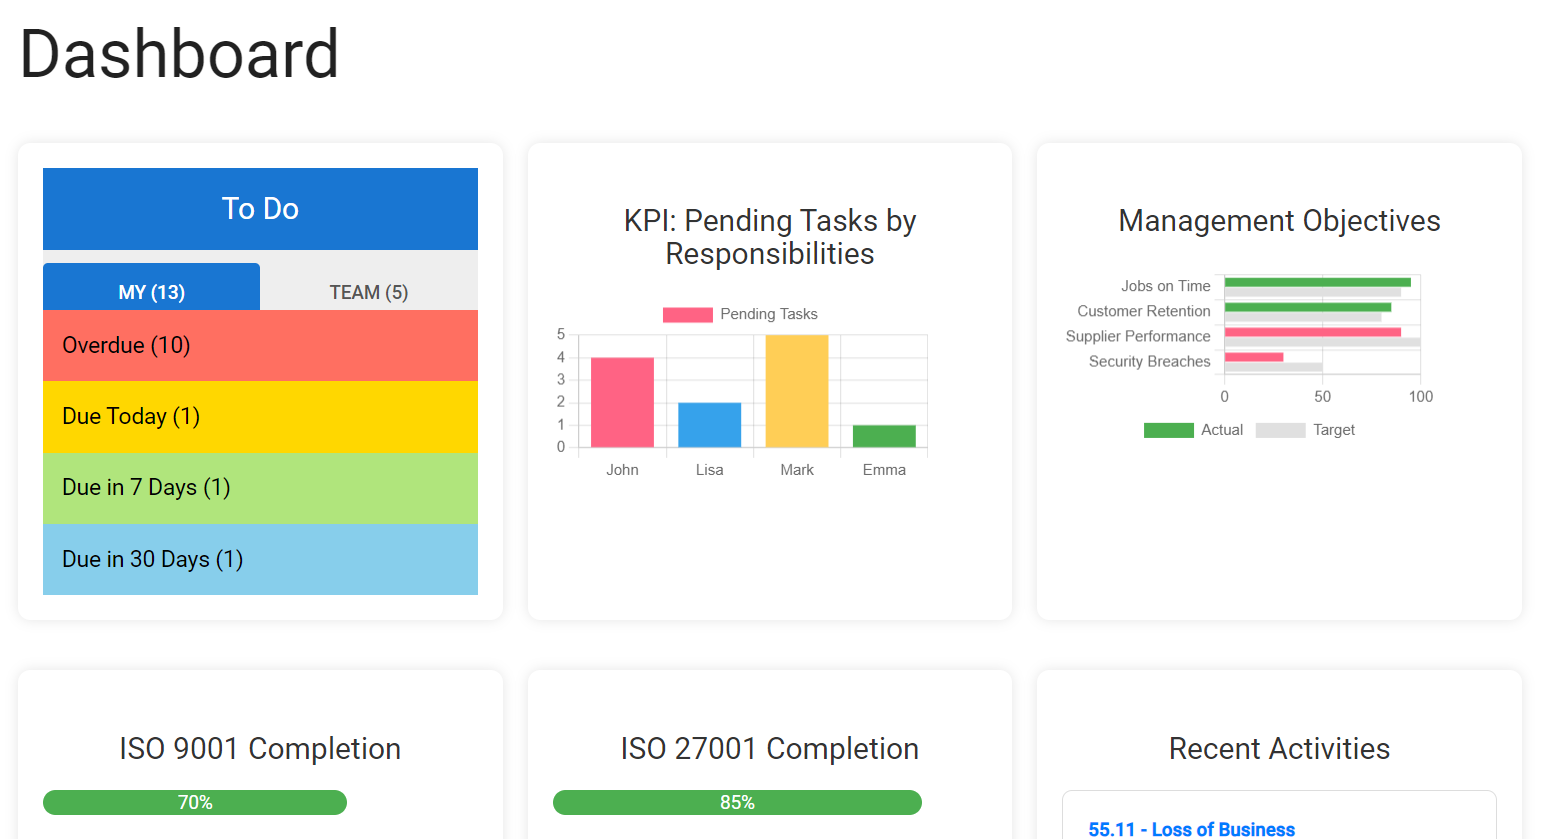 Dashboard
To Do
MY (13)
TEAM (5)
Overdue (10)
Due Today (1)
Due in 7 Days (1)
Due in 30 Days (1)
KPI: Pending Tasks by
Responsibilities
Pending Tasks
5
4
3
2
1
0
John
Lisa
Mark
Emma
Management Objectives
Jobs on Time
Customer Retention
Supplier Performance
Security Breaches
0
50
100
Actual
Target
ISO 9001 Completion
70%
ISO 27001 Completion
85%
Recent Activities
55.11 - Loss of Business